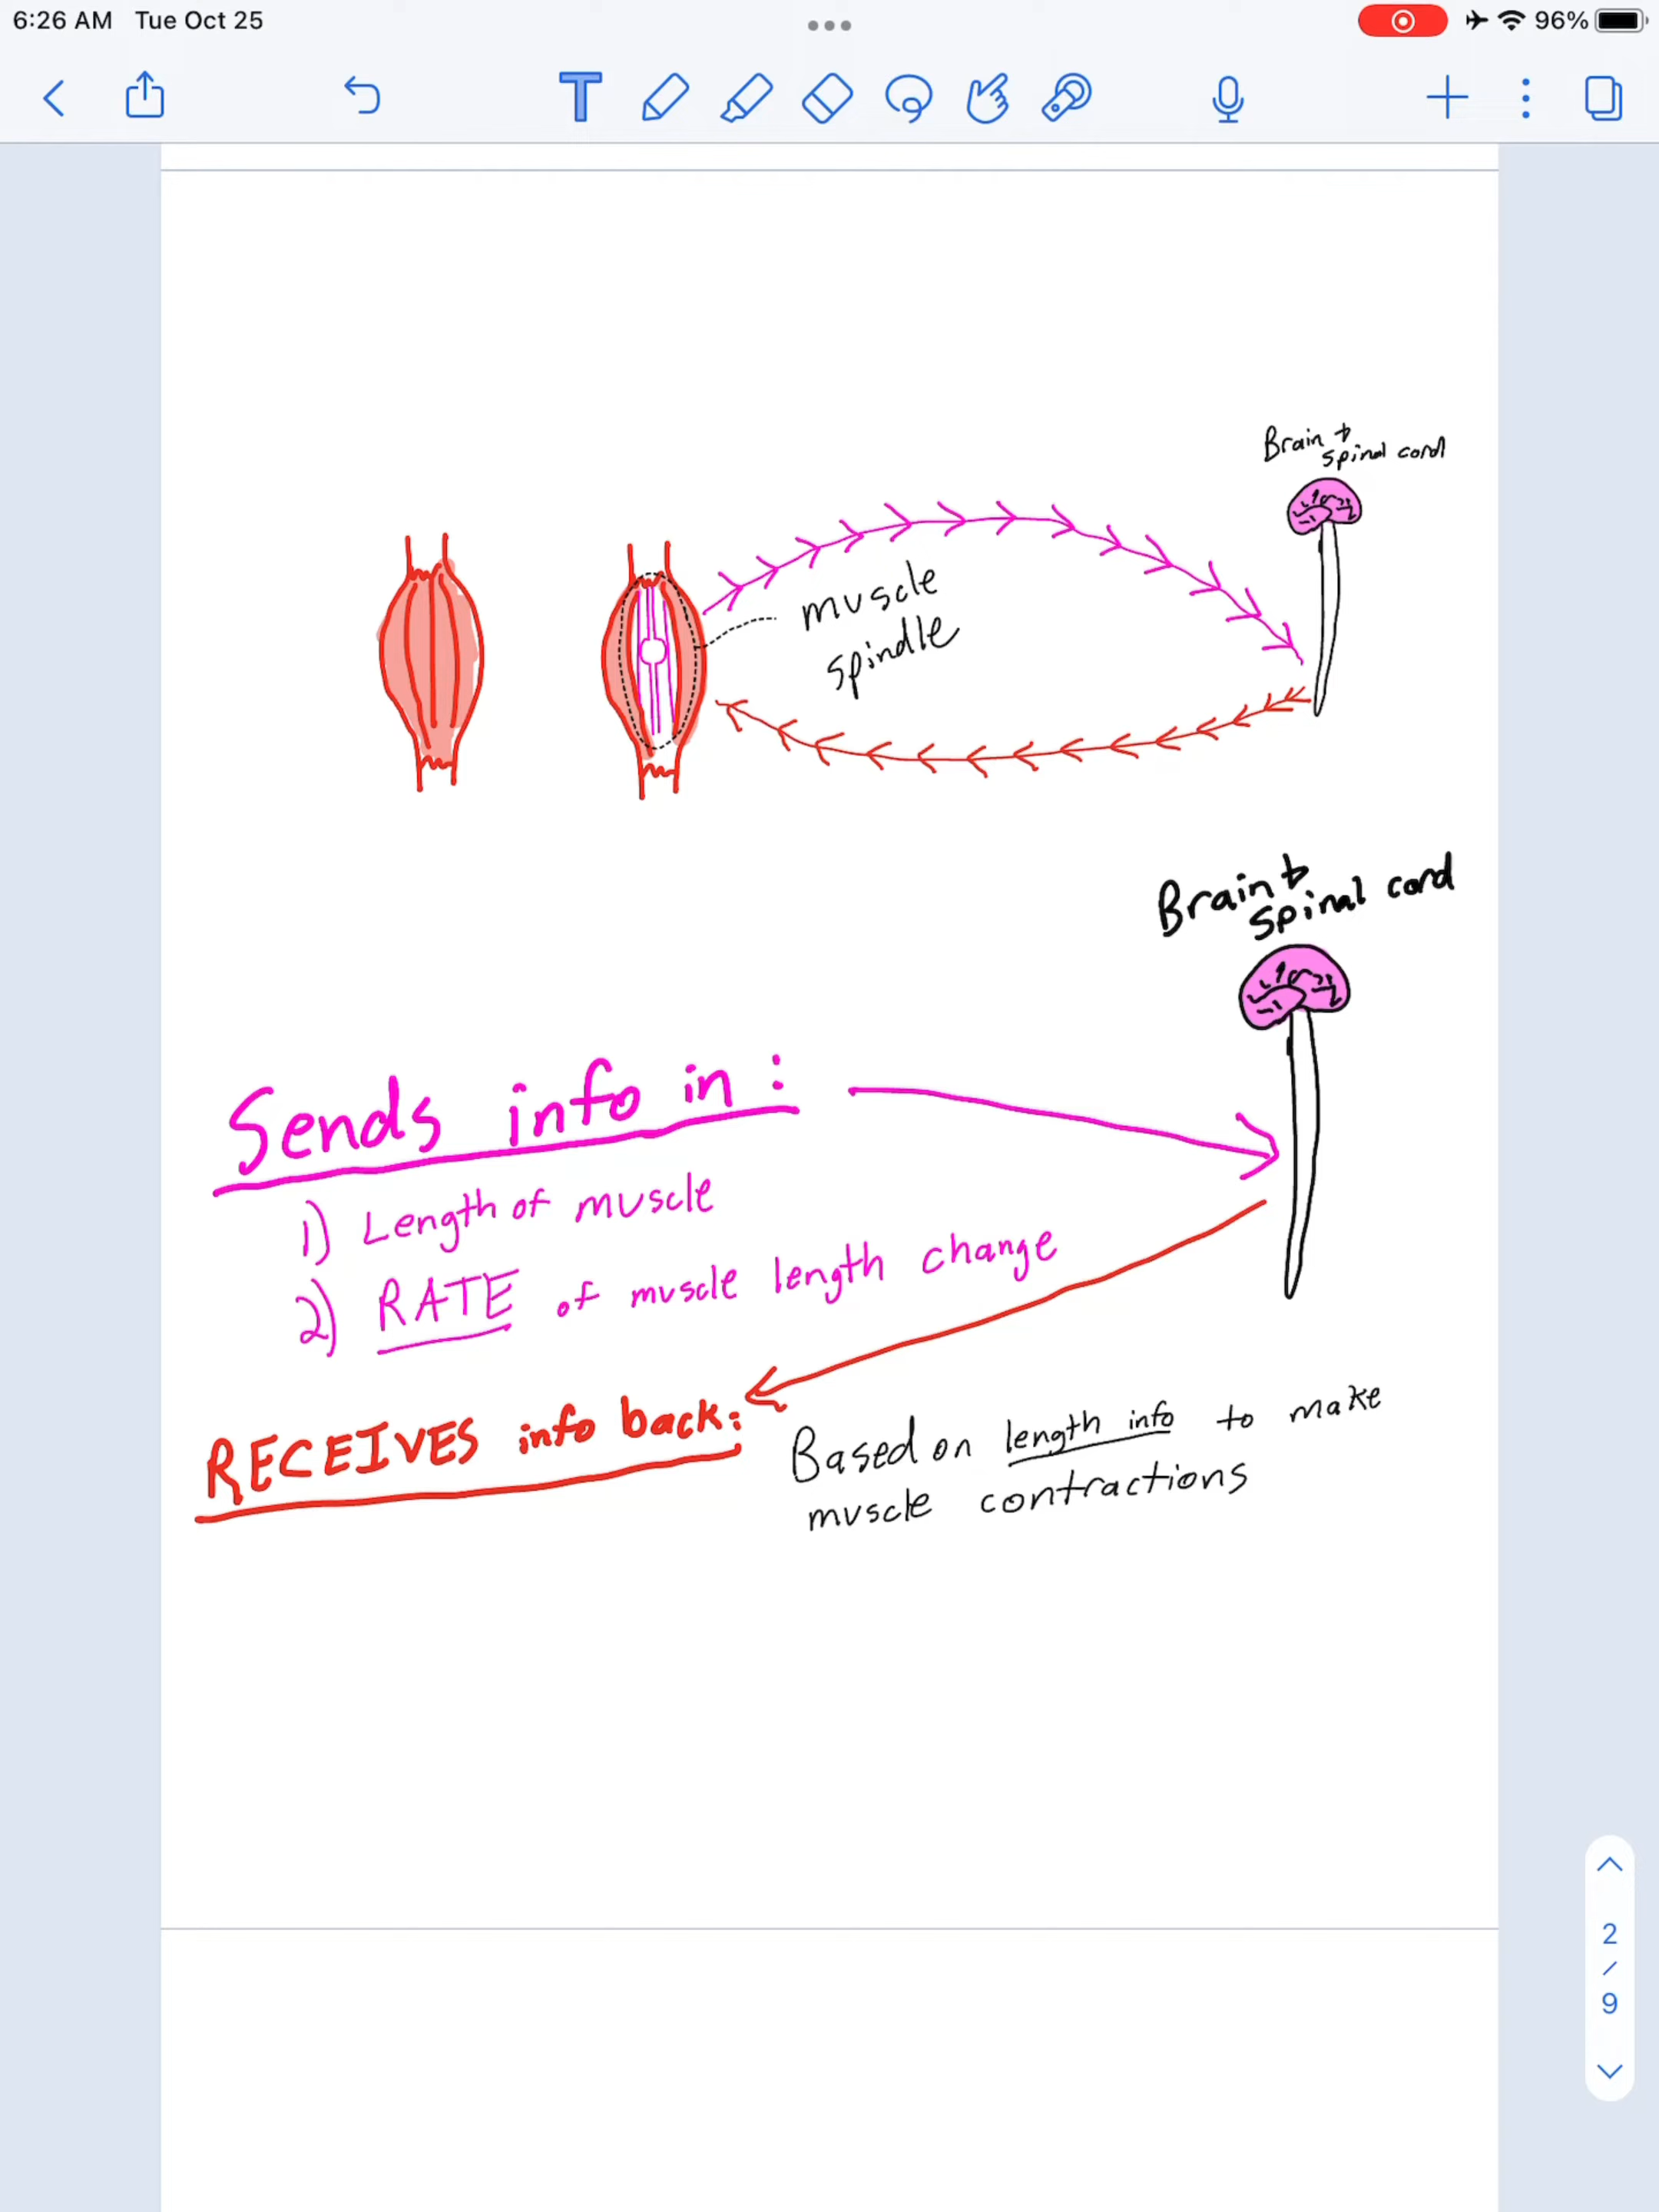 6:26 AM Tue Oct 25
96%
T
Brain +
spinal cord
muscle
spindle
Brain +
spinal cord
Sends info in:
1) Length of muscle
2) RATE of muscle length change
RECEIVES info back:
Based on length info to make
muscle contractions
2
/
9